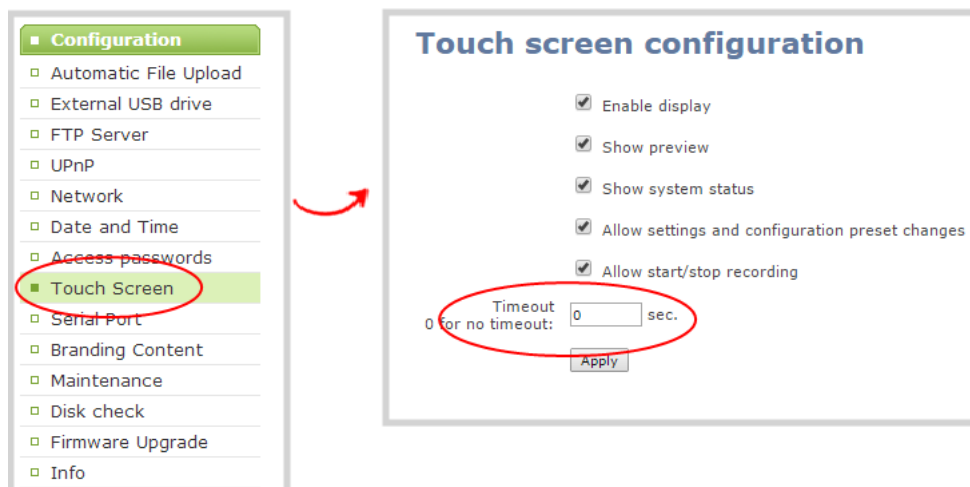 Configuration
Automatic File Upload
External USB drive
FTP Server
UPnP
Network
Date and Time
Access passwords
Touch Screen
Serial Port
Branding Content
Maintenance
Disk check
Firmware Upgrade
Info
Touch screen configuration
Enable display
Show preview
Show system status
Allow settings and configuration preset changes
Allow start/stop recording
Timeout
0 for no timeout: 0 sec.
Apply